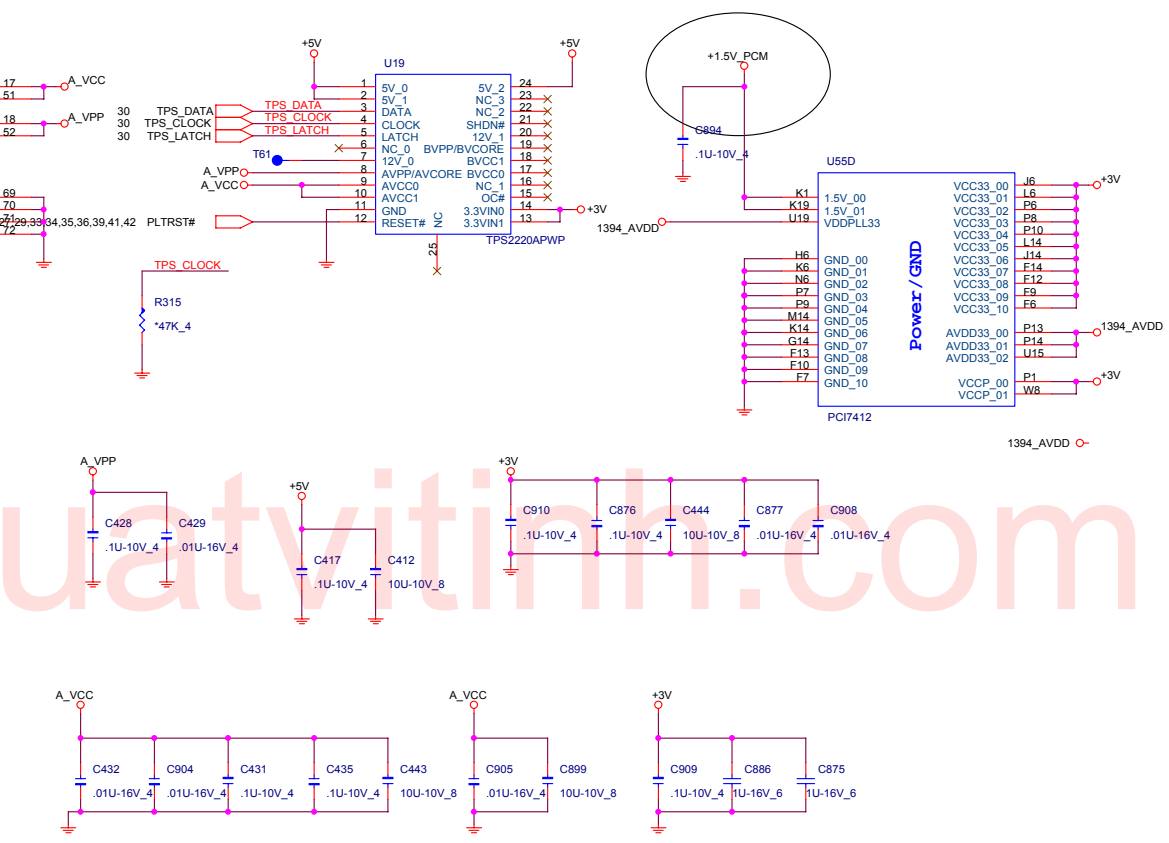 +5V
+5V
+1.5V_PCM
U19
17
A_VCC
51
18
A_VPP
52
30 TPS_DATA TPS_DATA
30 TPS_CLOCK TPS_CLOCK
30 TPS_LATCH TPS_LATCH
T61
A_VPP
A_VCC
1 5V_0
2 5V_1
3 DATA
4 CLOCK
5 LATCH
6 NC_0
7 12V_0
8 AVPP/AVCORE
9 AVCC0
10 AVCC1
11 GND
12 RESET#
5V_2 24
NC_3 23
NC_2 22
SHDN# 21
12V_1 20
BVPP/BVCORE 19
BVCC1 18
BVCC0 17
NC_1 16
OC# 15
3.3VIN0 14
3.3VIN1 13
NC
25
+3V
TPS2220APWP
69
70
71
72
27,29,33,34,35,36,39,41,42 PLTRST#
TPS_CLOCK
R315
*47K_4
C894
.1U-10V_4
U55D
1394_AVDD
K1 1.5V_00
K19 1.5V_01
U19 VDDPLL33
H6 GND_00
K6 GND_01
N6 GND_02
P7 GND_03
P9 GND_04
M14 GND_05
K14 GND_06
G14 GND_07
F13 GND_08
F10 GND_09
F7 GND_10
Power/GND
VCC33_00 J6
VCC33_01 L6
VCC33_02 P6
VCC33_03 P8
VCC33_04 P10
VCC33_05 L14
VCC33_06 J14
VCC33_07 F14
VCC33_08 F12
VCC33_09 F9
VCC33_10 F6
+3V
AVDD33_00 P13
AVDD33_01 P14
AVDD33_02 U15
1394_AVDD
VCCP_00 P1
VCCP_01 W8
+3V
PCI7412
1394_AVDD
A_VPP
C428
.1U-10V_4
C429
.01U-16V_4
+5V
C417
.1U-10V_4
C412
10U-10V_8
+3V
C910
.1U-10V_4
C876
.1U-10V_4
C444
10U-10V_8
C877
.01U-16V_4
C908
.01U-16V_4
uatvitinh.com
A_VCC
C432
.01U-16V_4
C904
.01U-16V_4
C431
.1U-10V_4
C435
.1U-10V_4
C443
10U-10V_8
A_VCC
C905
.01U-16V_4
C899
10U-10V_8
+3V
C909
.1U-10V_4
C886
1U-16V_6
C875
1U-16V_6